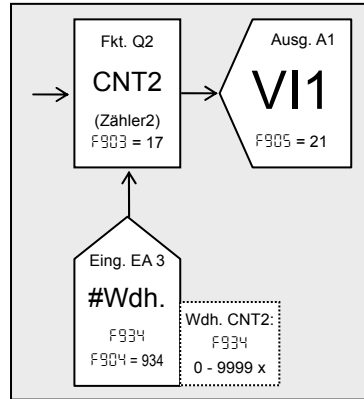 Fkt. Q2
CNT2
(Zähler2)
F903 = 17
Ausg. A1
VI1
F905 = 21
Eing. EA 3
#Wdh.
F934
F904 = 934
Wdh. CNT2:
F934
0 - 9999 x